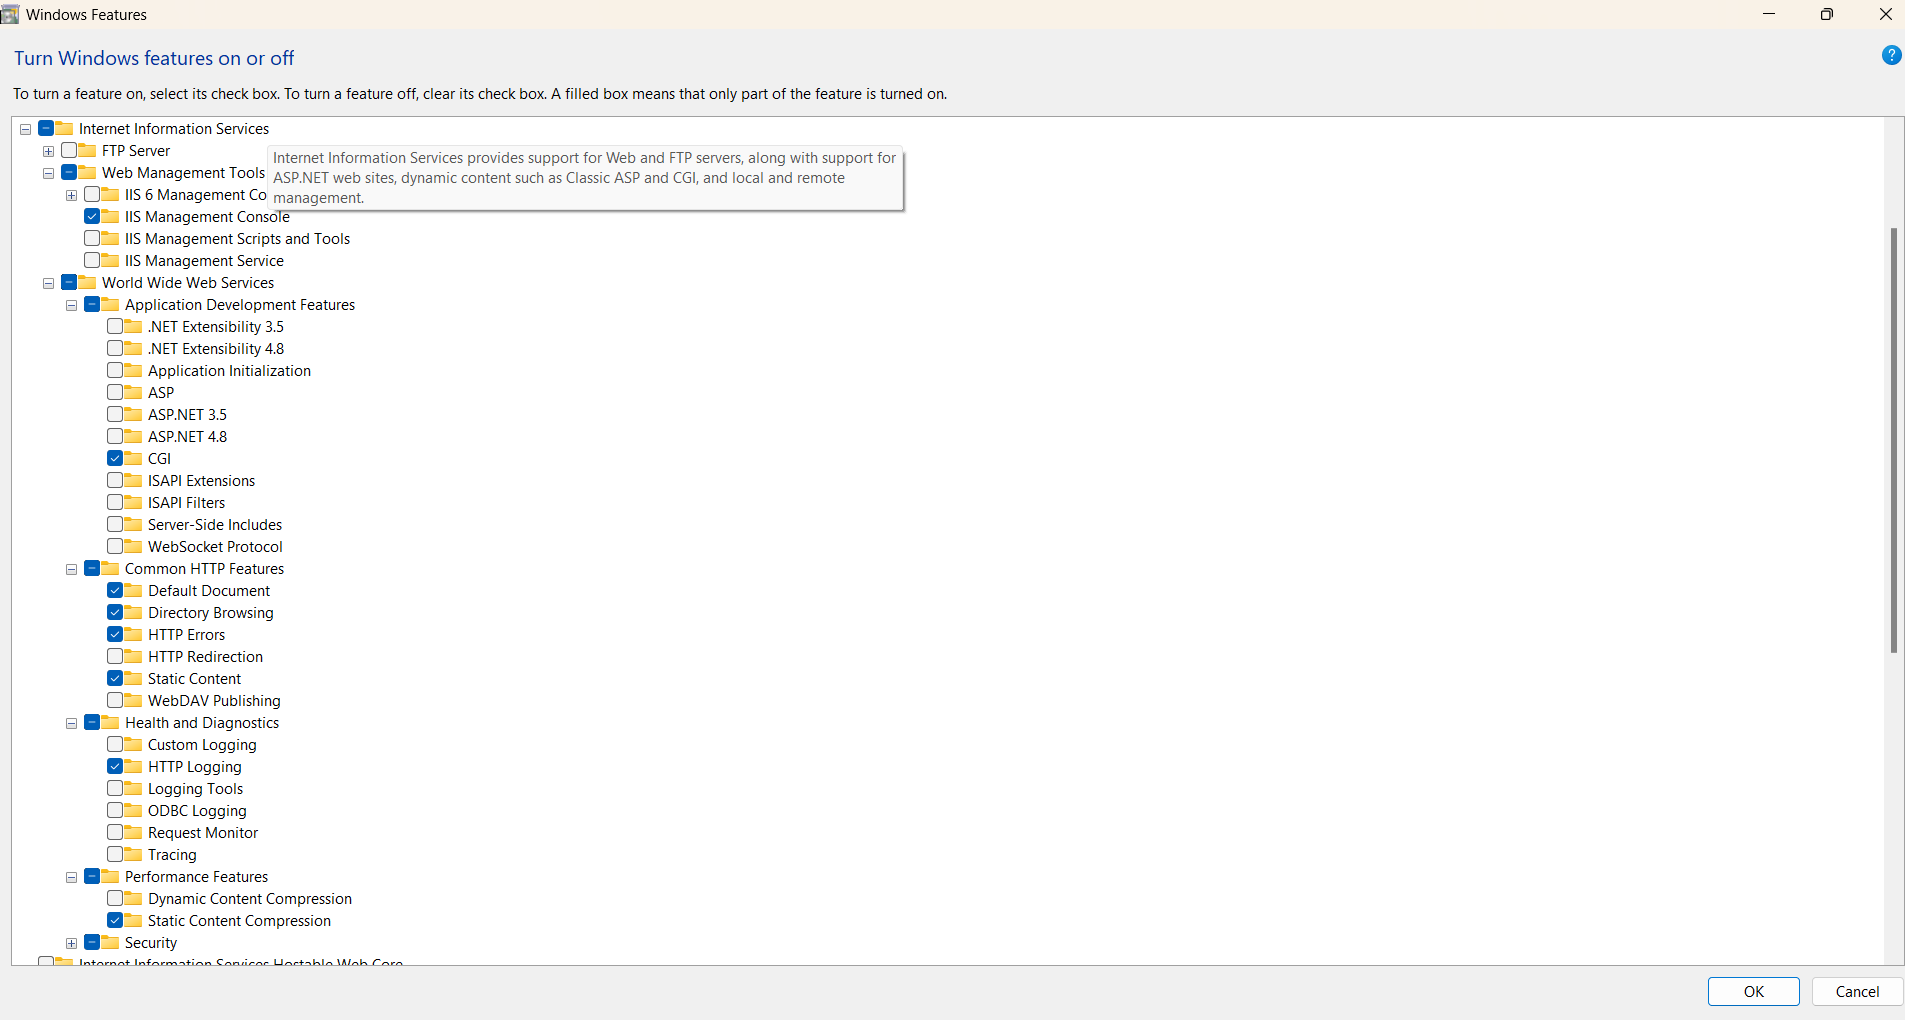 Windows Features
Turn Windows features on or off
?
To turn a feature on, select its check box. To turn a feature off, clear its check box. A filled box means that only part of the feature is turned on.
Internet Information Services
FTP Server
Internet Information Services provides support for Web and FTP servers, along with support for
ASP.NET web sites, dynamic content such as Classic ASP and CGI, and local and remote
management.
Web Management Tools
IIS 6 Management Co
IIS Management Console
IIS Management Scripts and Tools
IIS Management Service
World Wide Web Services
Application Development Features
.NET Extensibility 3.5
.NET Extensibility 4.8
Application Initialization
ASP
ASP.NET 3.5
ASP.NET 4.8
CGI
ISAPI Extensions
ISAPI Filters
Server-Side Includes
WebSocket Protocol
Common HTTP Features
Default Document
Directory Browsing
HTTP Errors
HTTP Redirection
Static Content
WebDAV Publishing
Health and Diagnostics
Custom Logging
HTTP Logging
Logging Tools
ODBC Logging
Request Monitor
Tracing
Performance Features
Dynamic Content Compression
Static Content Compression
Security
Internet Information Services Hostable Web Core
OK
Cancel